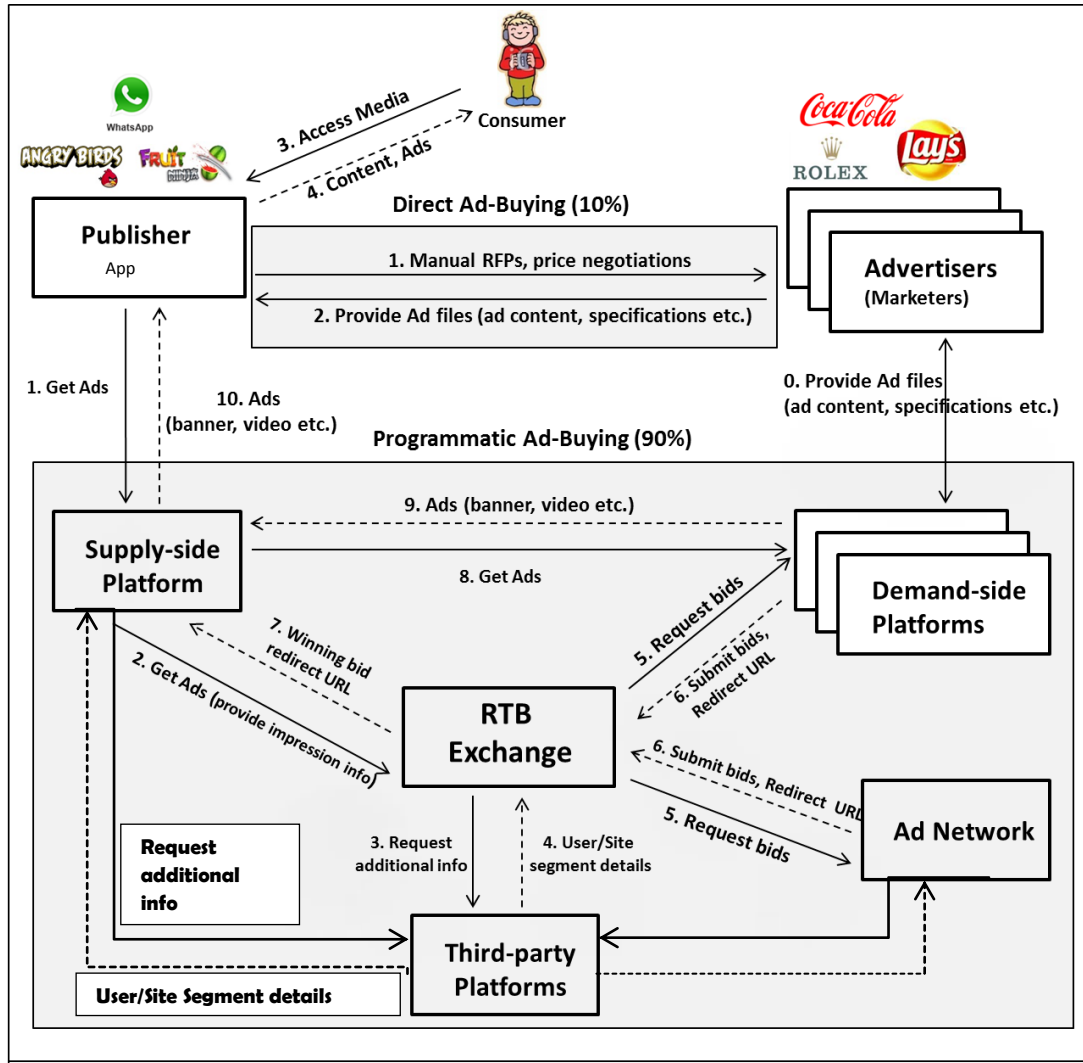 WhatsApp
ANGRY BIRDS
FRUIT
NINJA
3. Access Media
4. Content, Ads
Consumer
Coca-Cola
ROLEX
Lay's
Direct Ad-Buying (10%)
Publisher
App
1. Manual RFPs, price negotiations
2. Provide Ad files (ad content, specifications etc.)
Advertisers
(Marketers)
1. Get Ads
10. Ads
(banner, video etc.)
0. Provide Ad files
(ad content, specifications etc.)
Programmatic Ad-Buying (90%)
Supply-side
Platform
9. Ads (banner, video etc.)
8. Get Ads
Demand-side
Platforms
7. Winning bid
redirect URL
2. Get Ads (provide impression info)
5. Request bids
6. Submit bids,
Redirect URL
RTB
Exchange
6. Submit bids, Redirect URL
5. Request bids
Ad Network
Request
additional
info
3. Request
additional info
4. User/Site
segment details
Third-party
Platforms
User/Site Segment details